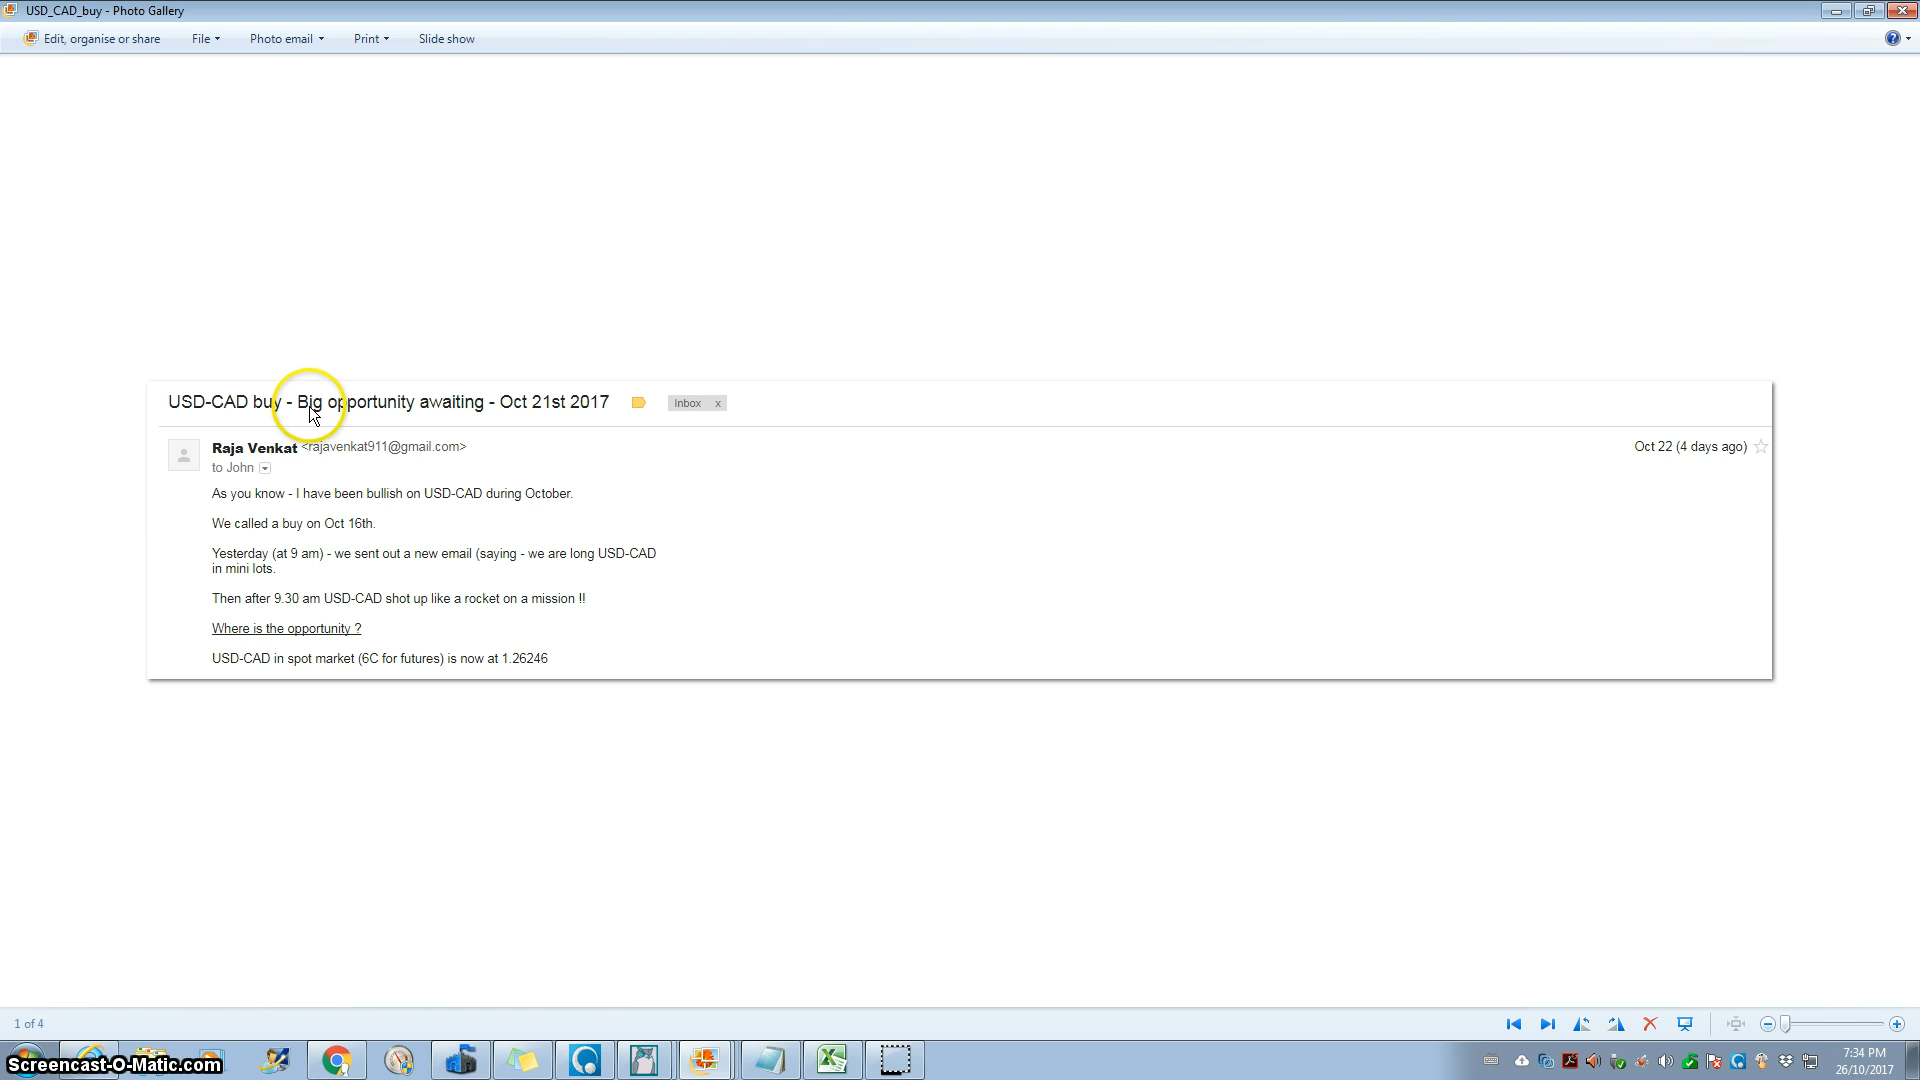 USD_CAD_buy - Photo Gallery
Edit, organise or share File Photo email Print Slide show
USD-CAD buy - Big opportunity awaiting - Oct 21st 2017 Inbox x
Raja Venkat <rajavenkat911@gmail.com> Oct 22 (4 days ago)
to John
As you know - I have been bullish on USD-CAD during October.
We called a buy on Oct 16th.
Yesterday (at 9 am) - we sent out a new email (saying - we are long USD-CAD
in mini lots.
Then after 9.30 am USD-CAD shot up like a rocket on a mission !!
Where is the opportunity ?
USD-CAD in spot market (6C for futures) is now at 1.26246
1 of 4
7:34 PM
Screencast-O-Matic.com
26/10/2017